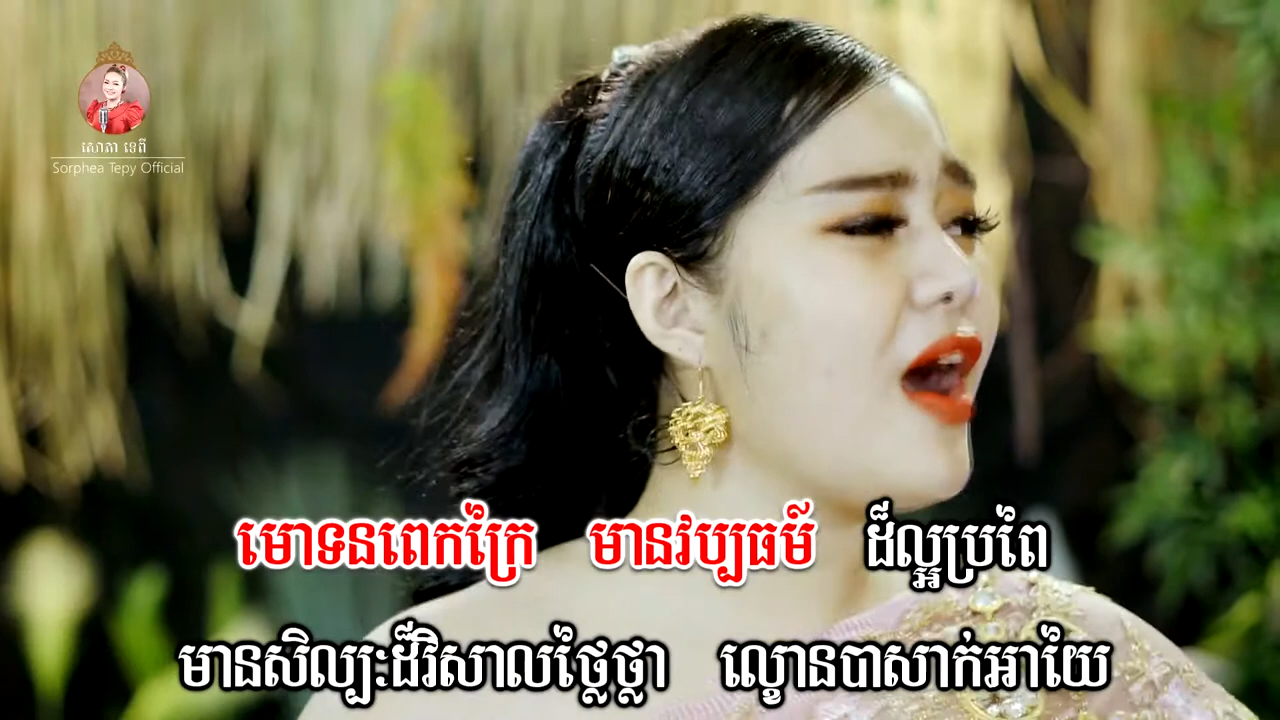 សោភា ទេពី
Sorphea Tepy Official
មោទនពេកក្រៃ មានវប្បធម៍ ដ៏ល្អប្រពៃ
មានសិល្បៈដ៏វិសាលថ្លៃថ្លា ល្ខោនបាសាក់អាយៃ